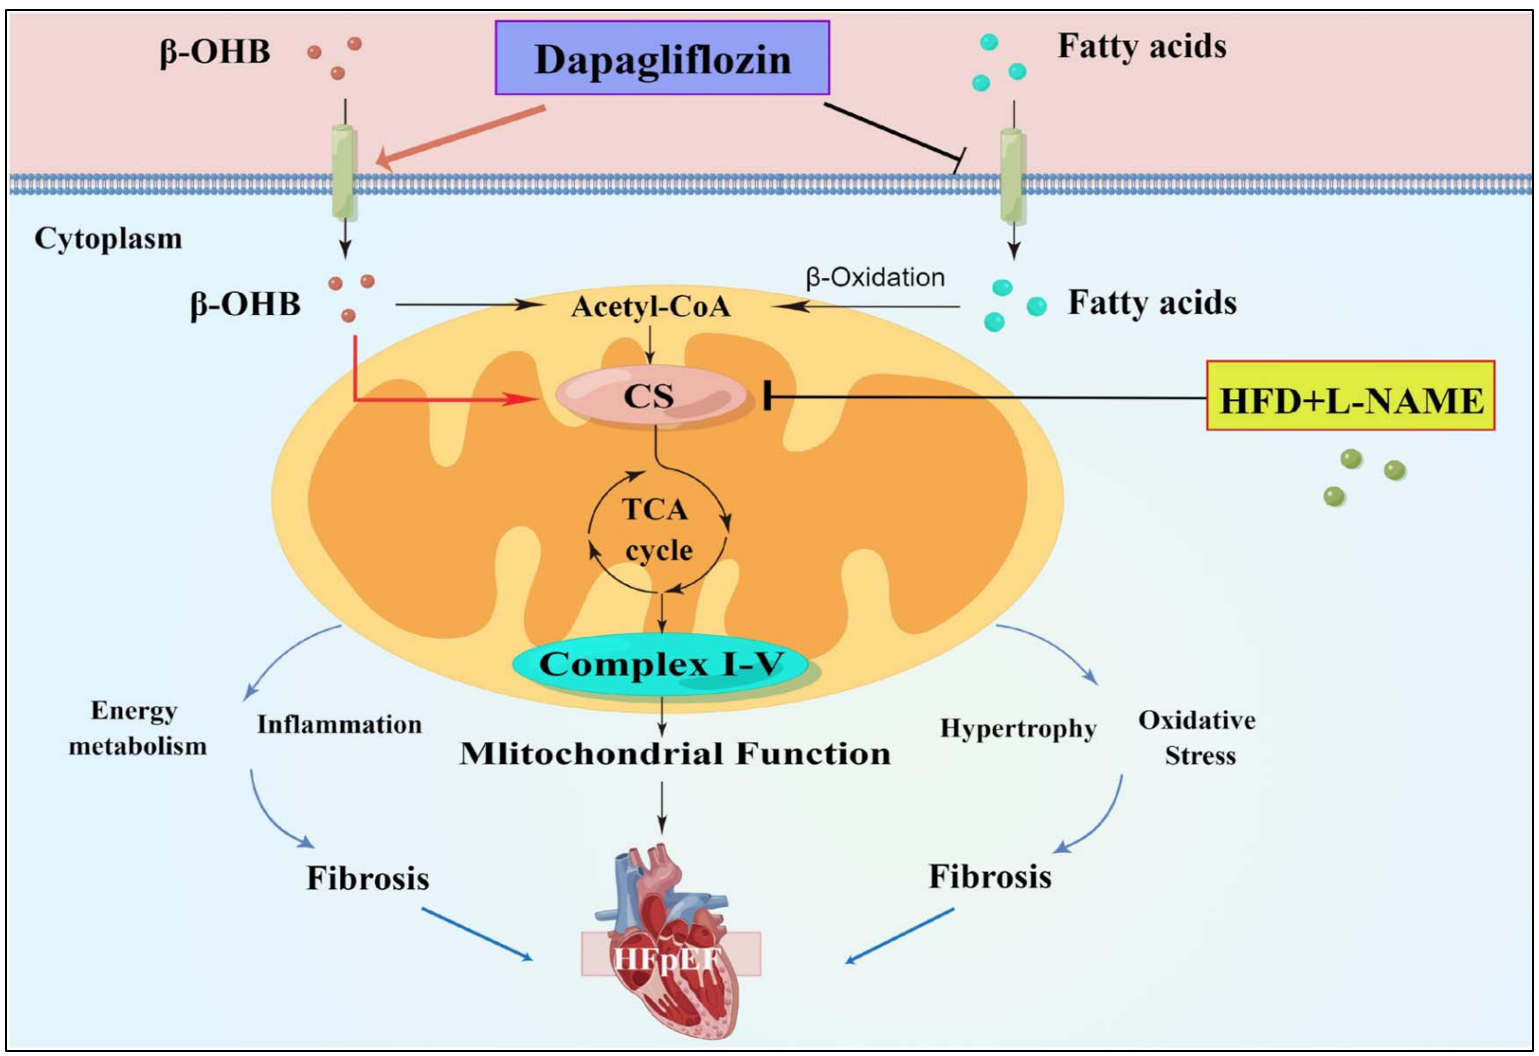 β-OHB
Dapagliflozin
Fatty acids
Cytoplasm
β-OHB
Acetyl-CoA
β-Oxidation
Fatty acids
CS
HFD+L-NAME
TCA
cycle
Complex I-V
Energy
metabolism
Inflammation
Mlitochondrial Function
Hypertrophy
Oxidative
Stress
Fibrosis
Fibrosis
HFpEF